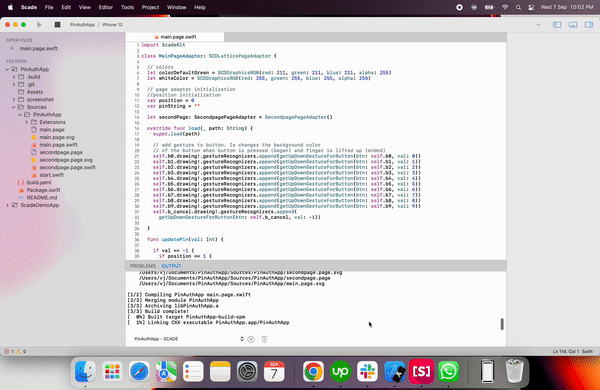 Scade File Edit Selection View Tools Product Window Help
Wed 7 Sep 10:02 PM
PinAuthApp iPhone 12
OPEN FILES
main.page.swift
FOLDERS
PinAuthApp
.build
.git
Assets
screenshot
Sources
PinAuthApp
Extensions
main.page
main.page.svg
main.page.swift
secondpage.page
secondpage.page.svg
secondpage.page.swift
start.swift
build.yaml
Package.swift
README.md
ScadeDemoApp
main.page.swift
1 import ScadeKit
2
3 class MainPageAdapter: SCDLatticePageAdapter {
4
5 // colors
6 let colorDefaultGreen = SCDGraphicsRGB(red: 211, green: 211, blue: 211, alpha: 255)
7 let whiteColor = SCDGraphicsRGB(red: 255, green: 255, blue: 255, alpha: 255)
8
9 // page adapter initialization
10 //position initialization
11 var position = 0
12 var pinString = ""
13
14 let secondPage: SecondpagePageAdapter = SecondpagePageAdapter()
15
16 override func load(_ path: String) {
17 super.load(path)
18
19 // add gesture to button. Is changes the background color
20 // of the button when button is pressed (began) and finger is lifted up (ended)
21 self.b0.drawing!.gestureRecognizers.append(getUpDownGestureForButton(btn: self.b0, val: 0))
22 self.b1.drawing!.gestureRecognizers.append(getUpDownGestureForButton(btn: self.b1, val: 1))
23 self.b2.drawing!.gestureRecognizers.append(getUpDownGestureForButton(btn: self.b2, val: 2))
24 self.b3.drawing!.gestureRecognizers.append(getUpDownGestureForButton(btn: self.b3, val: 3))
25 self.b4.drawing!.gestureRecognizers.append(getUpDownGestureForButton(btn: self.b4, val: 4))
26 self.b5.drawing!.gestureRecognizers.append(getUpDownGestureForButton(btn: self.b5, val: 5))
27 self.b6.drawing!.gestureRecognizers.append(getUpDownGestureForButton(btn: self.b6, val: 6))
28 self.b7.drawing!.gestureRecognizers.append(getUpDownGestureForButton(btn: self.b7, val: 7))
29 self.b8.drawing!.gestureRecognizers.append(getUpDownGestureForButton(btn: self.b8, val: 8))
30 self.b9.drawing!.gestureRecognizers.append(getUpDownGestureForButton(btn: self.b9, val: 9))
31 self.b_cancel.drawing!.gestureRecognizers.append(
32 getUpDownGestureForButton(btn: self.b_cancel, val: -1))
33
34 }
35
36 func updatePin(val: Int) {
37
38 if val == -1 {
39 if position == 1 {
PROBLEMS OUTPUT
/Users/vj/Documents/PinAuthApp/Sources/PinAuthApp/secondpage.page.svg
/Users/vj/Documents/PinAuthApp/Sources/PinAuthApp/secondpage.page
/Users/vj/Documents/PinAuthApp/Sources/PinAuthApp/main.page.svg
[1/2] Compiling PinAuthApp main.page.swift
[2/3] Merging module PinAuthApp
[3/3] Archiving libPinAuthApp.a
[3/3] Build complete!
[ 0%] Built target PinAuthApp-build-spm
[ 1%] Linking CXX executable PinAuthApp.app/PinAuthApp
PinAuthApp - SCADE
1 0
Ln 114, Col 1 Swift
SEP
7
up
[S]